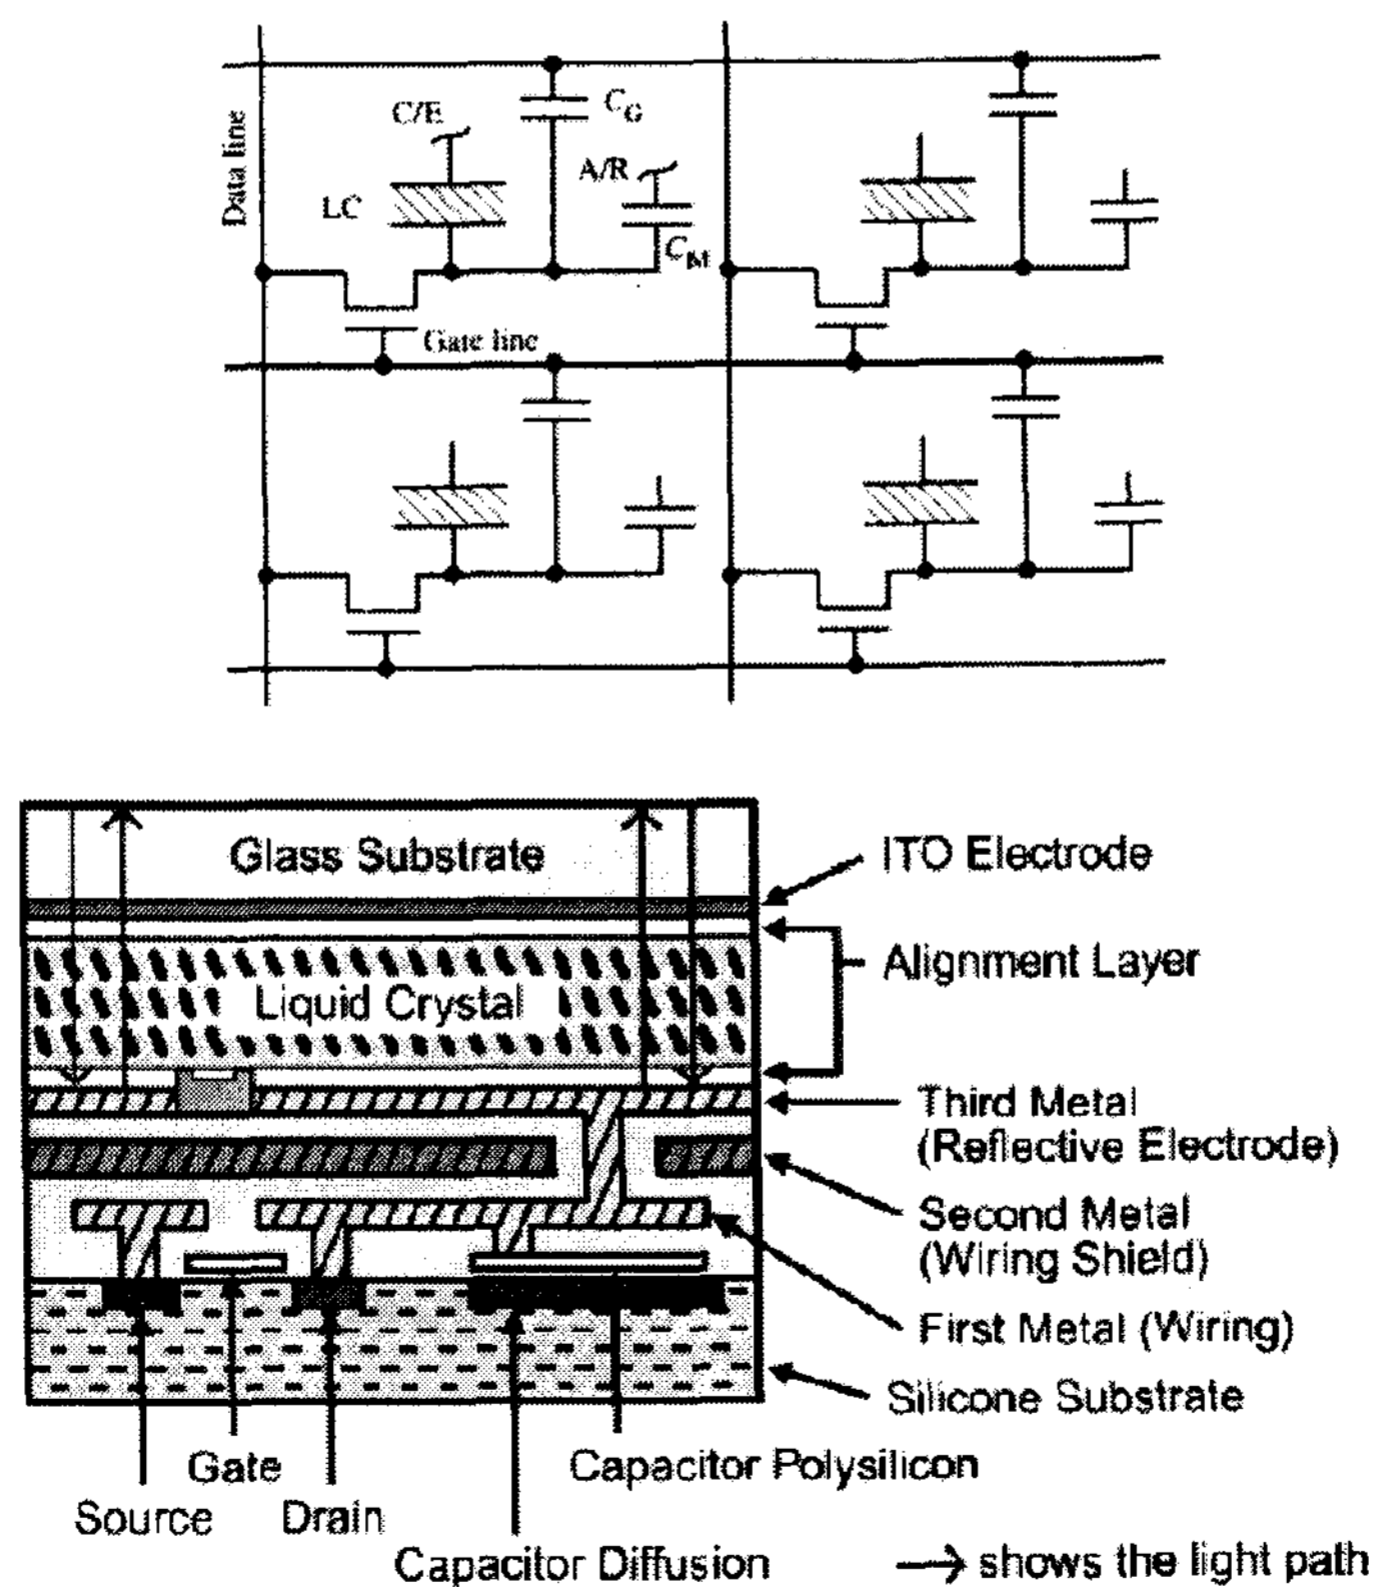 C/E
C_G
Data line
A/R
LC
C_M
Gate line
Glass Substrate
ITO Electrode
Alignment Layer
Liquid Crystal
Third Metal
(Reflective Electrode)
Second Metal
(Wiring Shield)
First Metal (Wiring)
Silicone Substrate
Gate
Capacitor Polysilicon
Source
Drain
Capacitor Diffusion
shows the light path